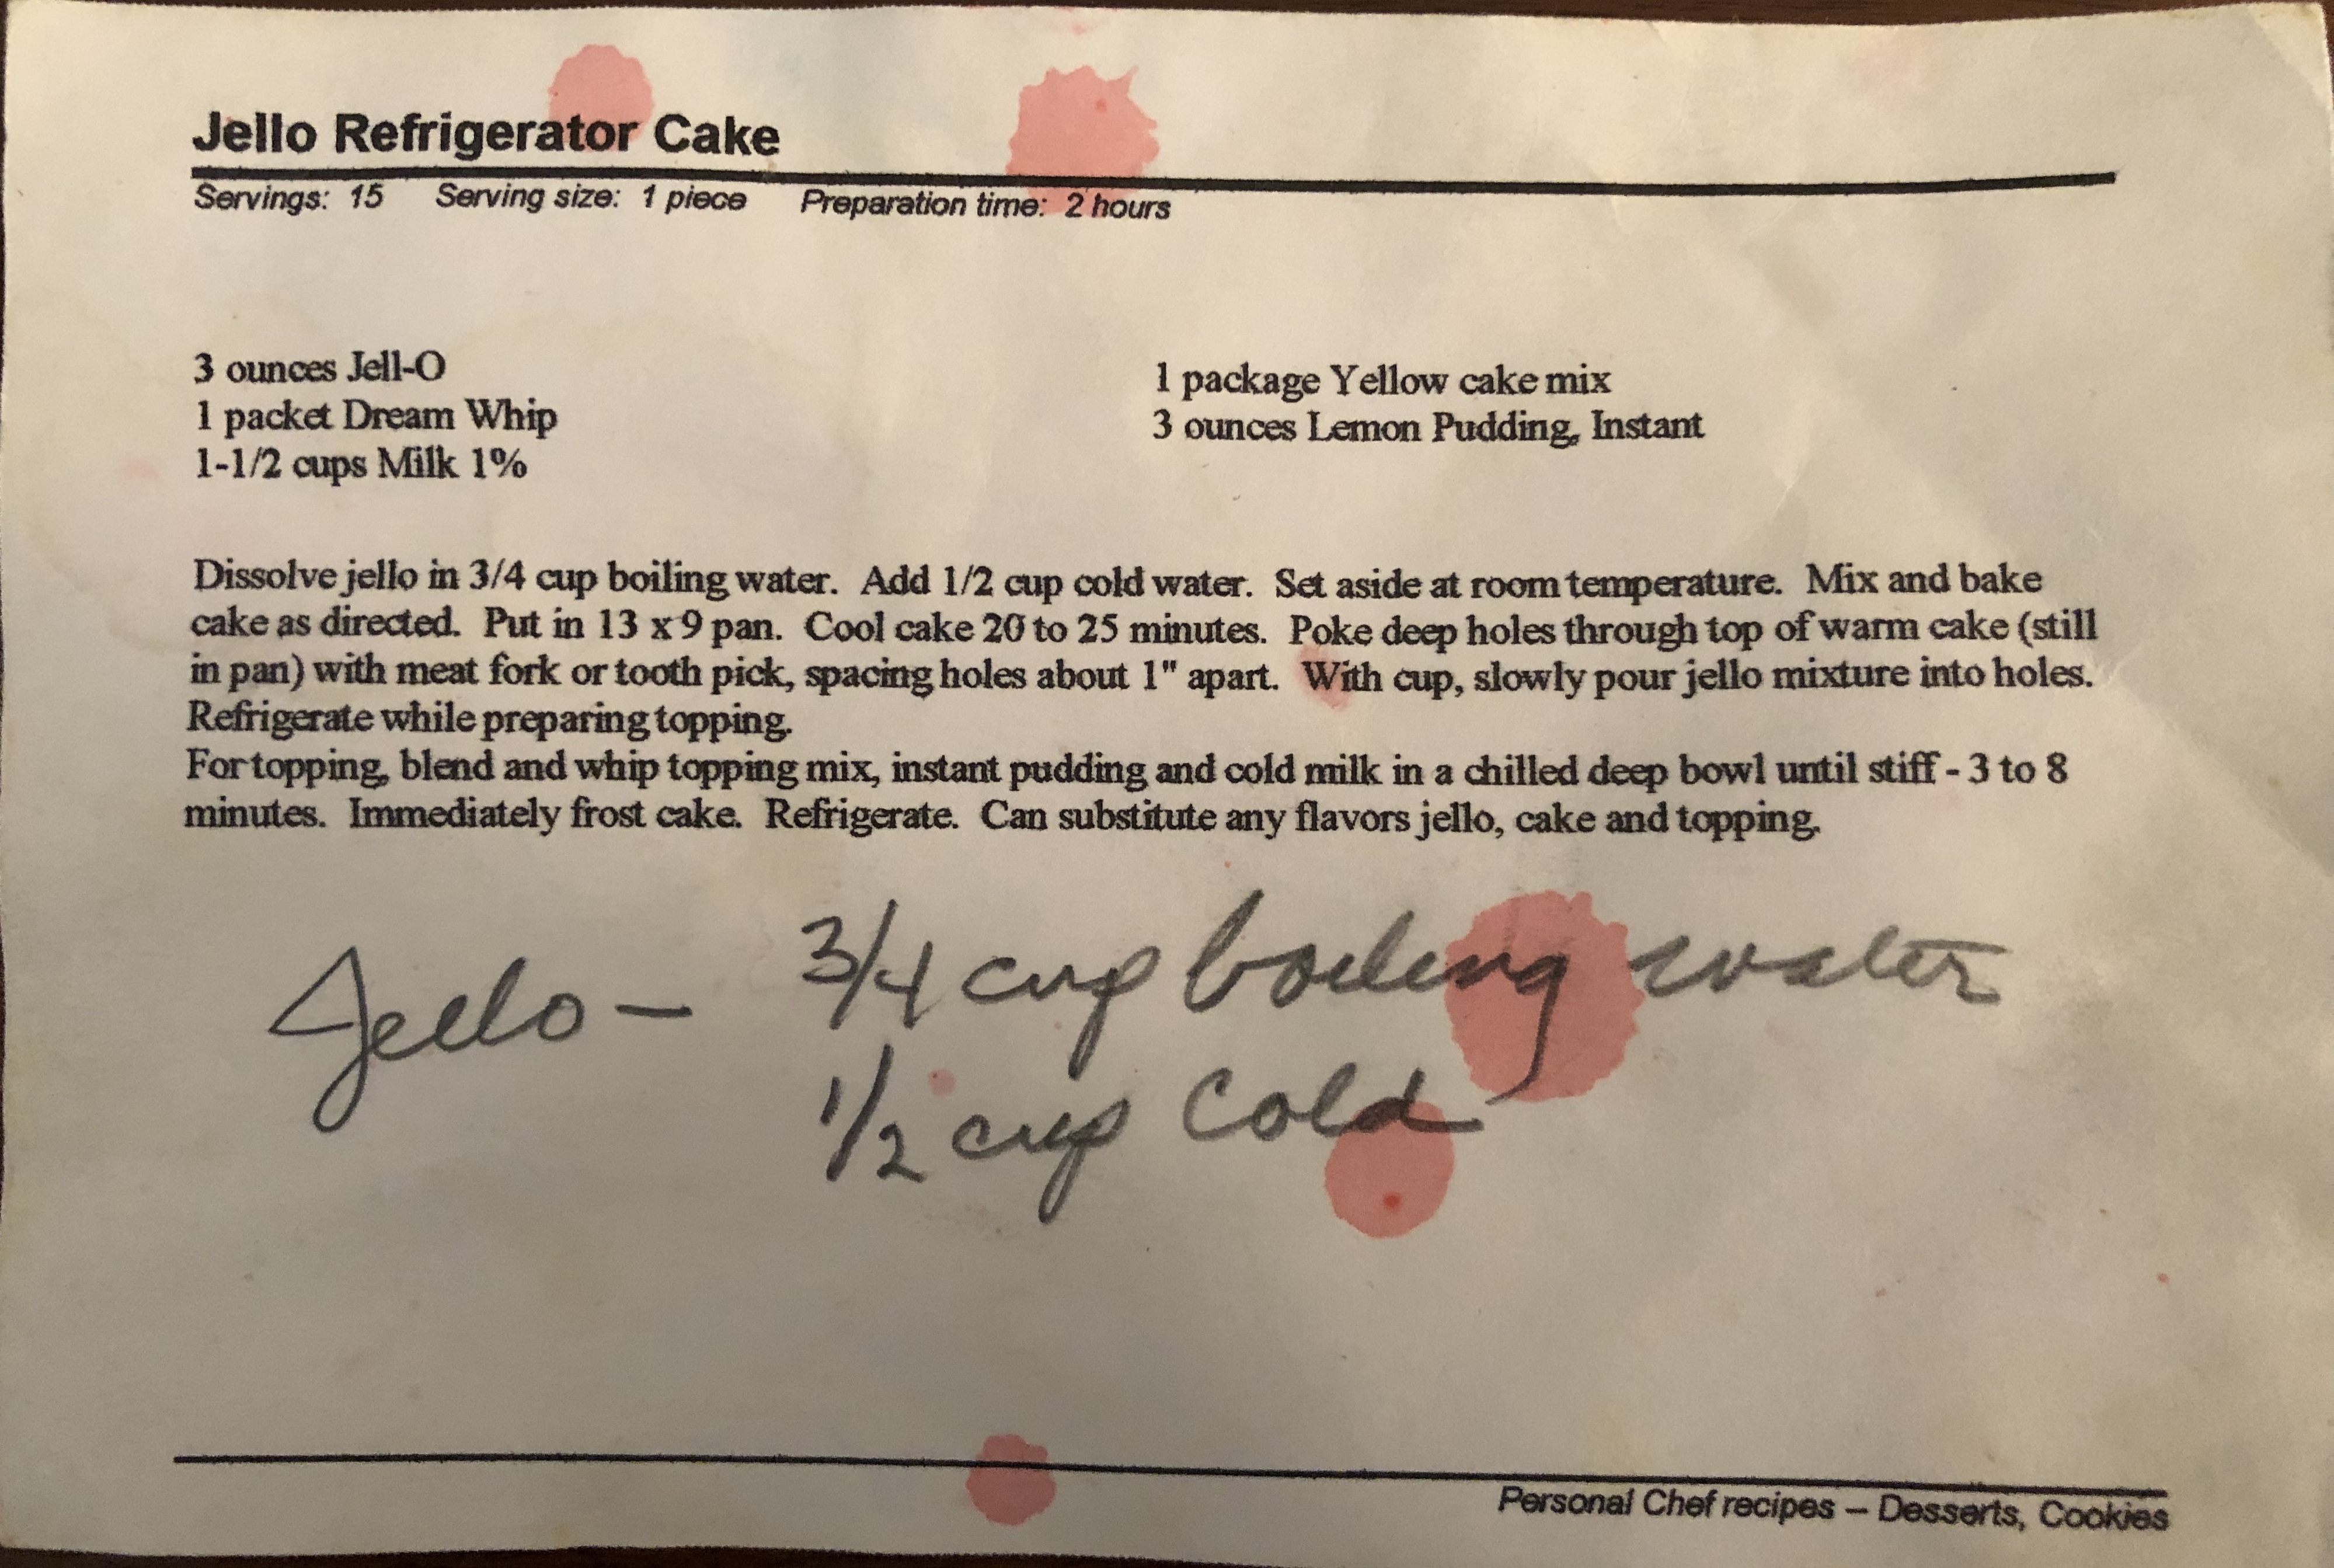 Jello Refrigerator Cake
Servings: 15 Serving size: 1 piece Preparation time: 2 hours
3 ounces Jell-O
1 packet Dream Whip
1-1/2 cups Milk 1%
1 package Yellow cake mix
3 ounces Lemon Pudding, Instant
Dissolve jello in 3/4 cup boiling water. Add 1/2 cup cold water. Set aside at room temperature. Mix and bake
cake as directed. Put in 13 x 9 pan. Cool cake 20 to 25 minutes. Poke deep holes through top of warm cake (still
in pan) with meat fork or tooth pick, spacing holes about 1" apart. With cup, slowly pour jello mixture into holes.
Refrigerate while preparing topping.
For topping, blend and whip topping mix, instant pudding and cold milk in a chilled deep bowl until stiff - 3 to 8
minutes. Immediately frost cake. Refrigerate. Can substitute any flavors jello, cake and topping.
Jello - 3/4 cup boiling water
1/2 cup cold
Personal Chef recipes – Desserts, Cookies